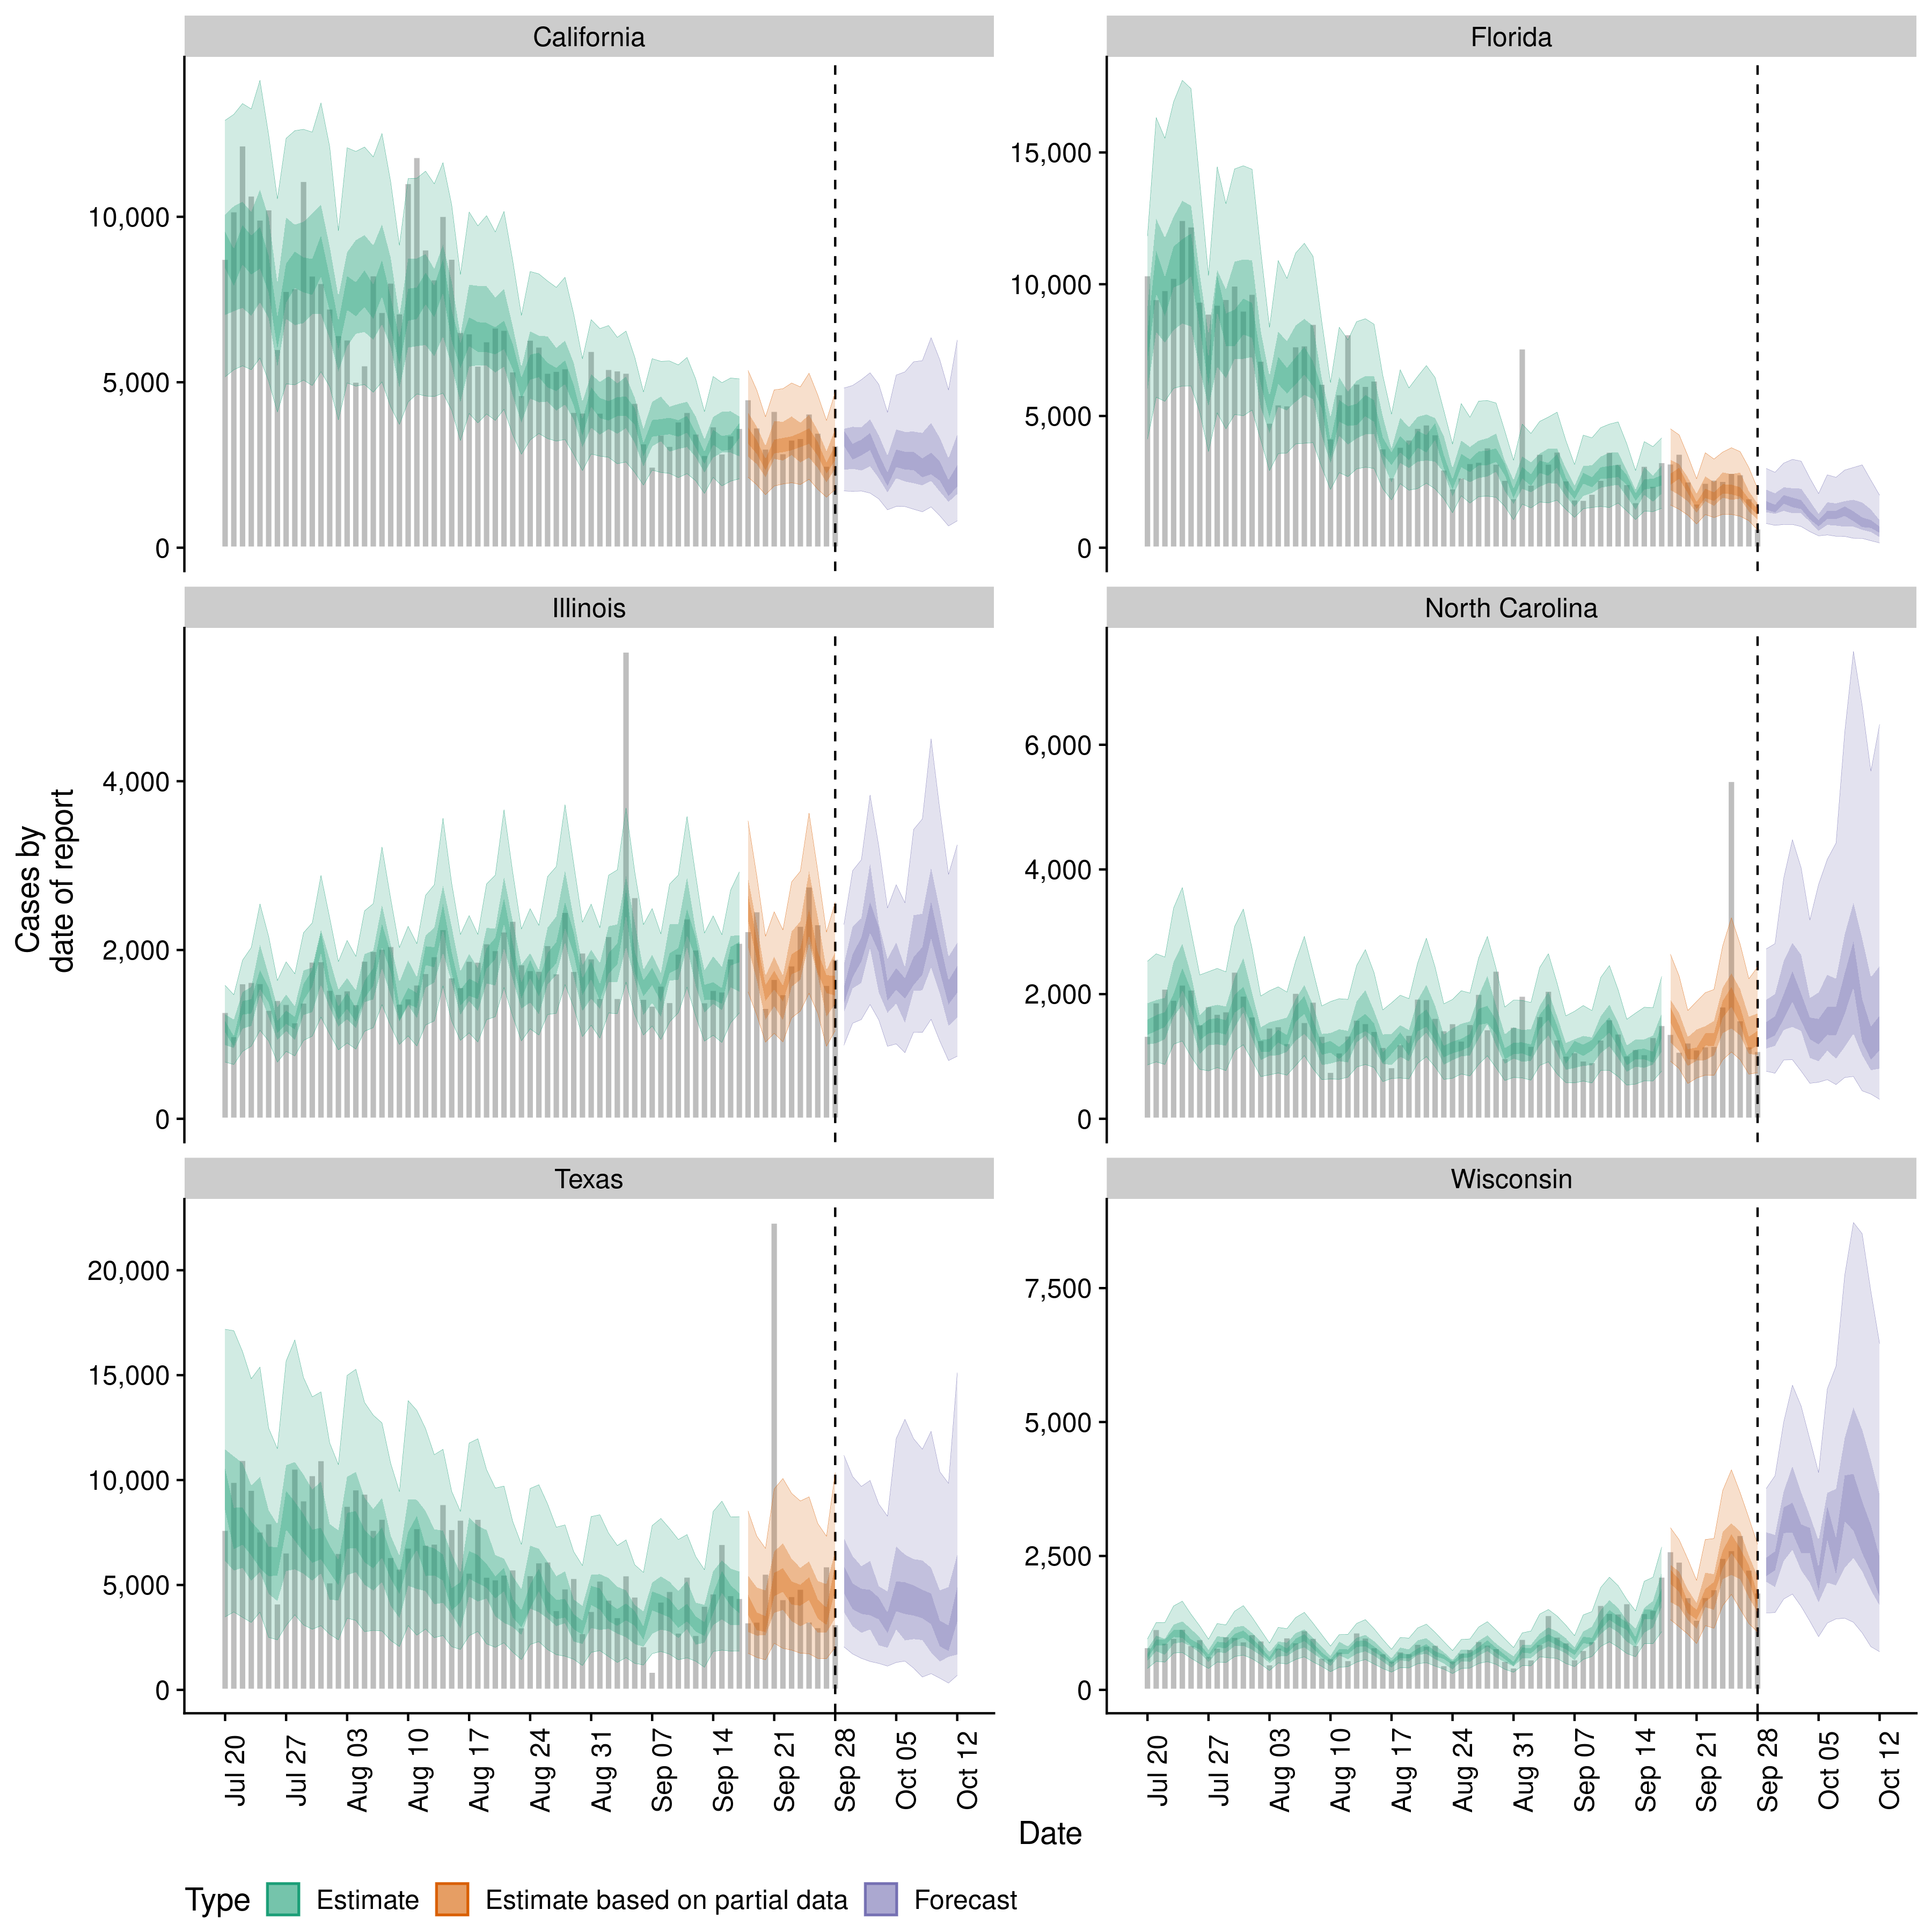 California
Florida
10,000
5,000
0
15,000
10,000
5,000
0
Illinois
North Carolina
4,000
2,000
0
6,000
4,000
2,000
0
Cases by
date of report
Texas
Wisconsin
20,000
15,000
10,000
5,000
0
7,500
5,000
2,500
0
Jul 20
Jul 27
Aug 03
Aug 10
Aug 17
Aug 24
Aug 31
Sep 07
Sep 14
Sep 21
Sep 28
Oct 05
Oct 12
Jul 20
Jul 27
Aug 03
Aug 10
Aug 17
Aug 24
Aug 31
Sep 07
Sep 14
Sep 21
Sep 28
Oct 05
Oct 12
Date
Type Estimate Estimate based on partial data Forecast